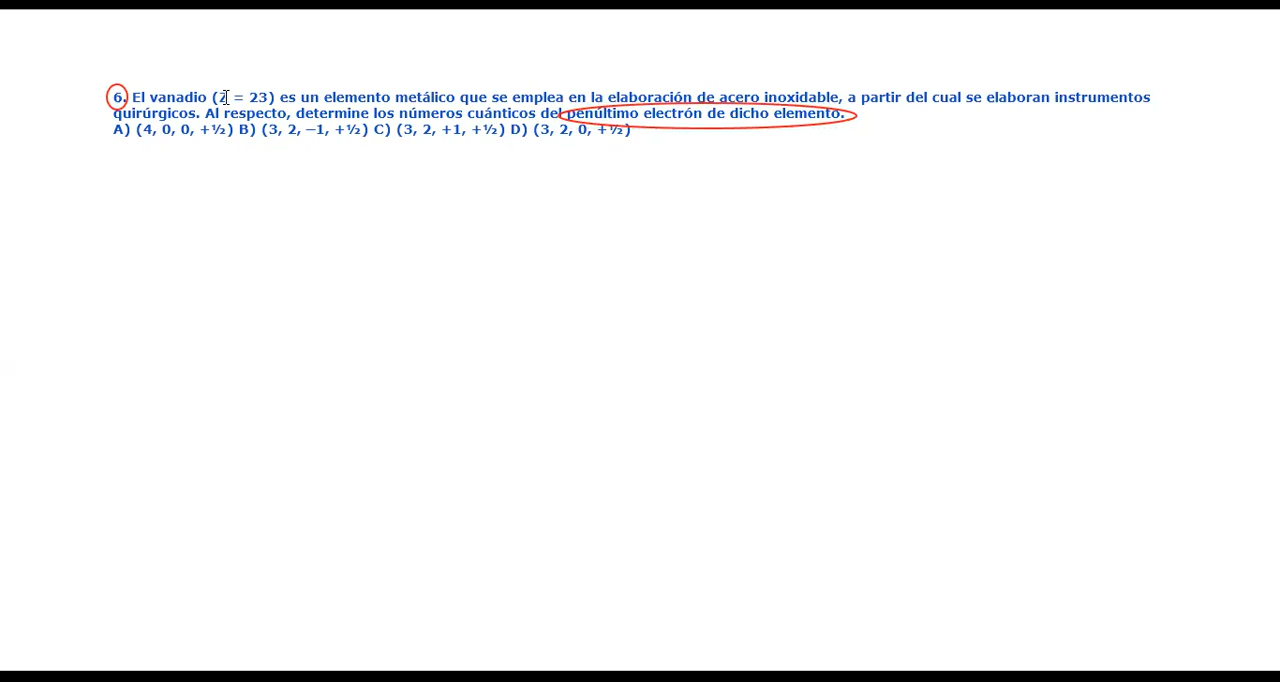 6. El vanadio (Z = 23) es un elemento metálico que se emplea en la elaboración de acero inoxidable, a partir del cual se elaboran instrumentos
quirúrgicos. Al respecto, determine los números cuánticos del penúltimo electrón de dicho elemento.
A) (4, 0, 0, +½) B) (3, 2, −1, +½) C) (3, 2, +1, +½) D) (3, 2, 0, +½)